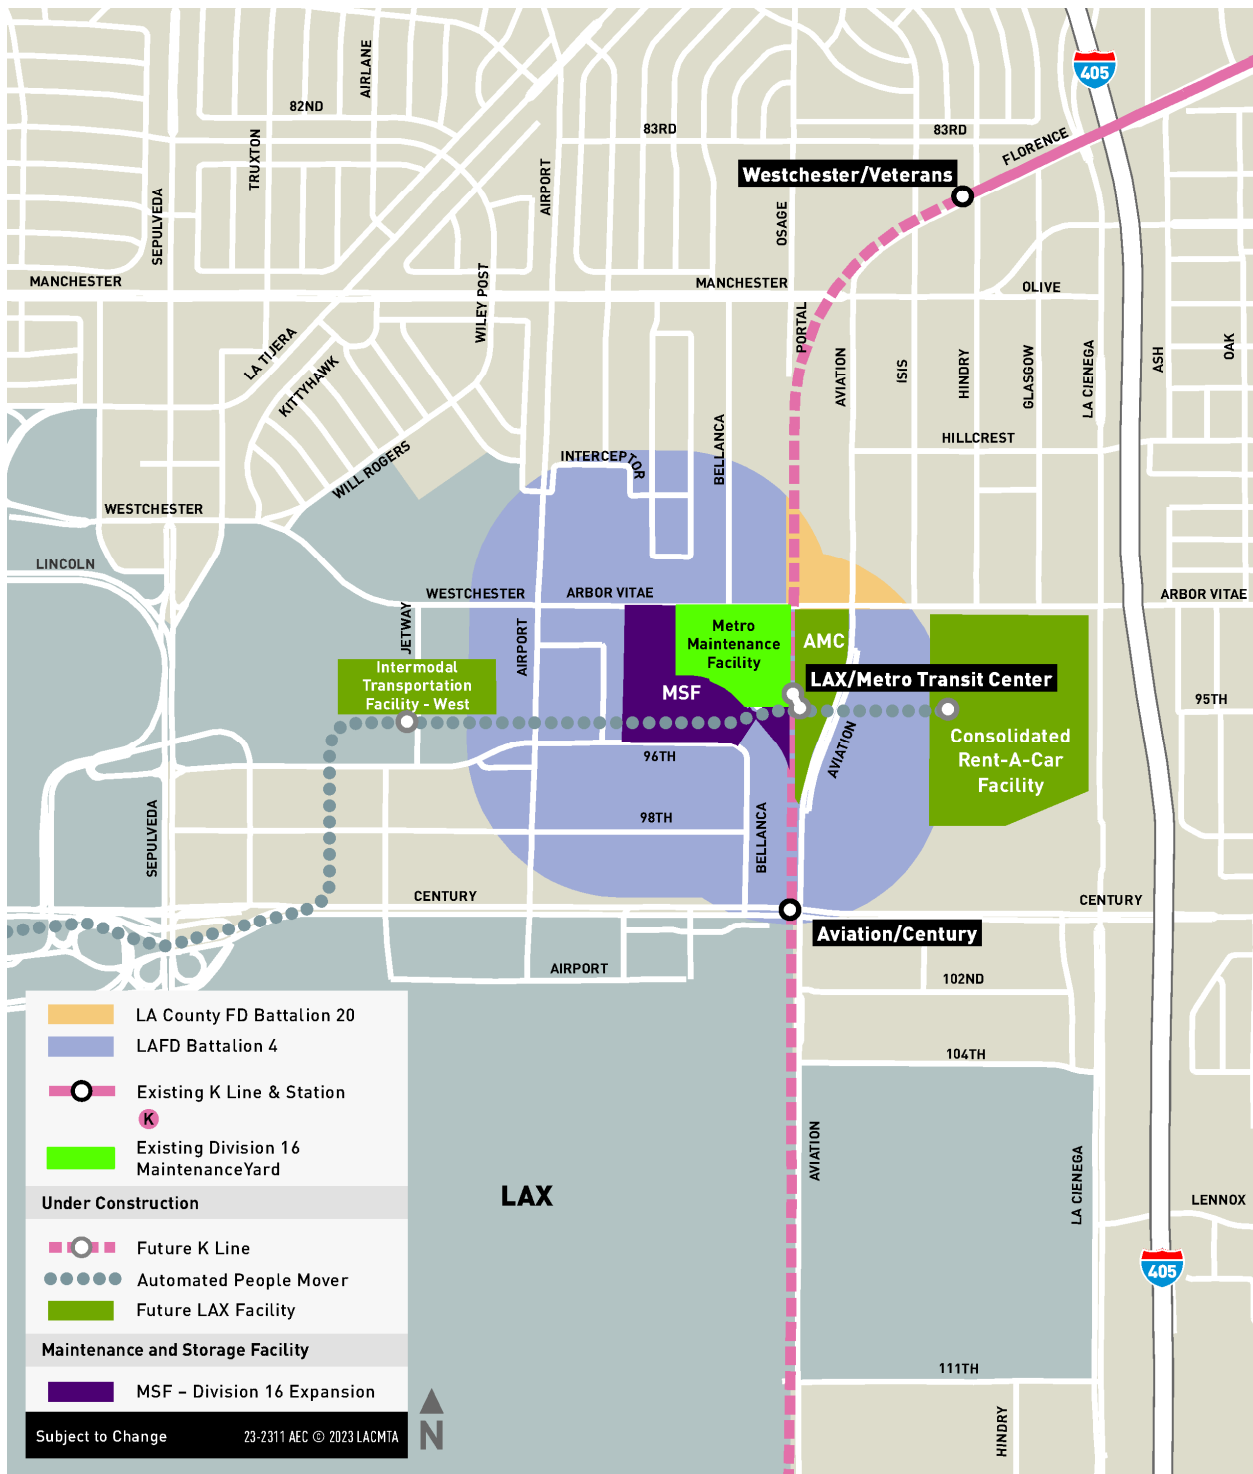 405
AIRLANE
82ND
83RD
83RD
FLORENCE
TRUXTON
AIRPORT
Westchester/Veterans
SEPULVEDA
OSAGE
MANCHESTER
MANCHESTER
OLIVE
WILEY POST
PORTAL
LA TIJERA
KITTYHAWK
AVIATION
ISIS
HINDRY
GLASGOW
LA CIENEGA
ASH
OAK
BELLANCA
HILLCREST
INTERCEPTOR
WILL ROGERS
WESTCHESTER
LINCOLN
WESTCHESTER
ARBOR VITAE
ARBOR VITAE
JETWAY
AIRPORT
Metro
Maintenance
Facility
AMC
Intermodal
Transportation
Facility - West
MSF
LAX/Metro Transit Center
95TH
AVIATION
Consolidated
Rent-A-Car
Facility
96TH
98TH
SEPULVEDA
BELLANCA
CENTURY
CENTURY
Aviation/Century
AIRPORT
102ND
104TH
LA County FD Battalion 20
LAFD Battalion 4
Existing K Line & Station
K
Existing Division 16
MaintenanceYard
Under Construction
Future K Line
Automated People Mover
Future LAX Facility
Maintenance and Storage Facility
MSF – Division 16 Expansion
Subject to Change
23-2311 AEC © 2023 LACMTA
N
LAX
AVIATION
LA CIENEGA
LENNOX
405
111TH
HINDRY